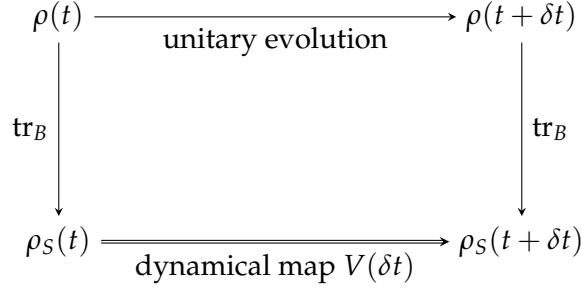 ρ(t) ρ(t + δt)
unitary evolution
tr_B tr_B
ρ_S(t) ρ_S(t + δt)
dynamical map V(δt)